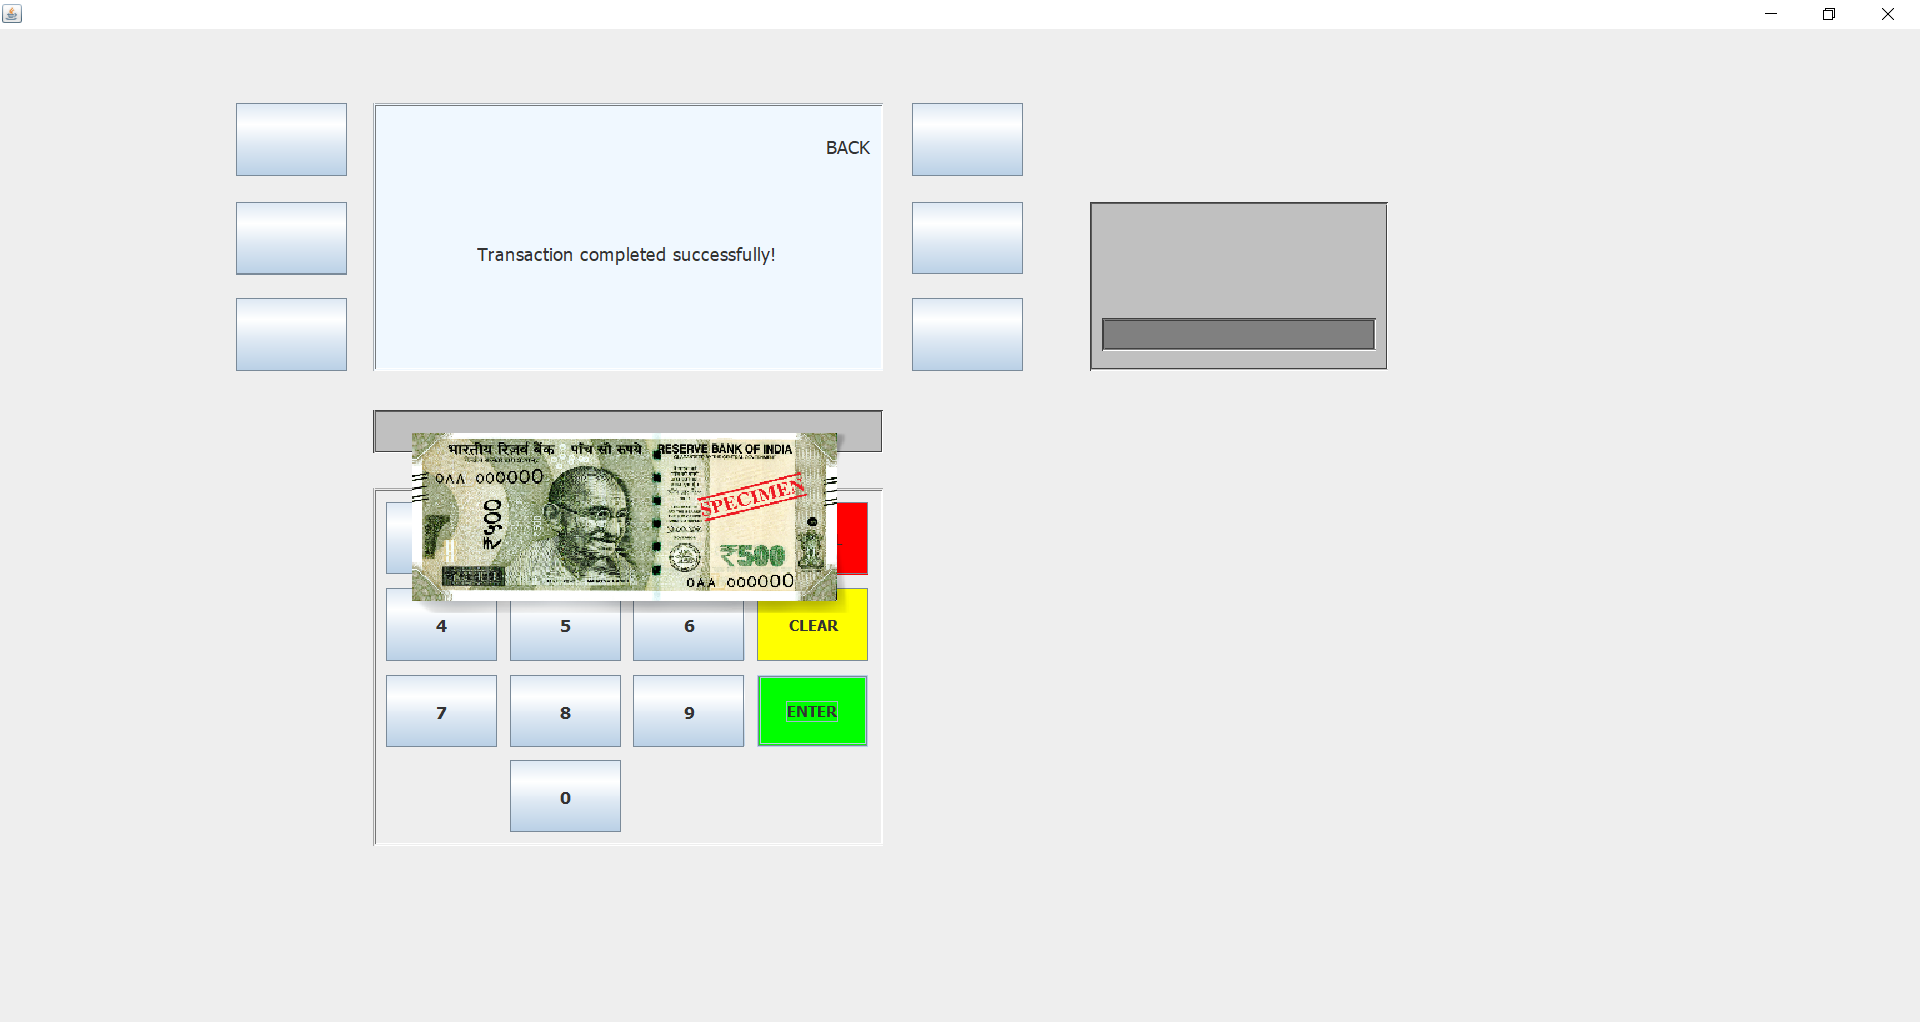 BACK
Transaction completed successfully!
भारतीय रिज़र्व बैंक पाँच सौ रुपये RESERVE BANK OF INDIA
0AA 000000
SPECIMEN
₹५00
₹500
0AA 000000
4 5 6 CLEAR
7 8 9 ENTER
0